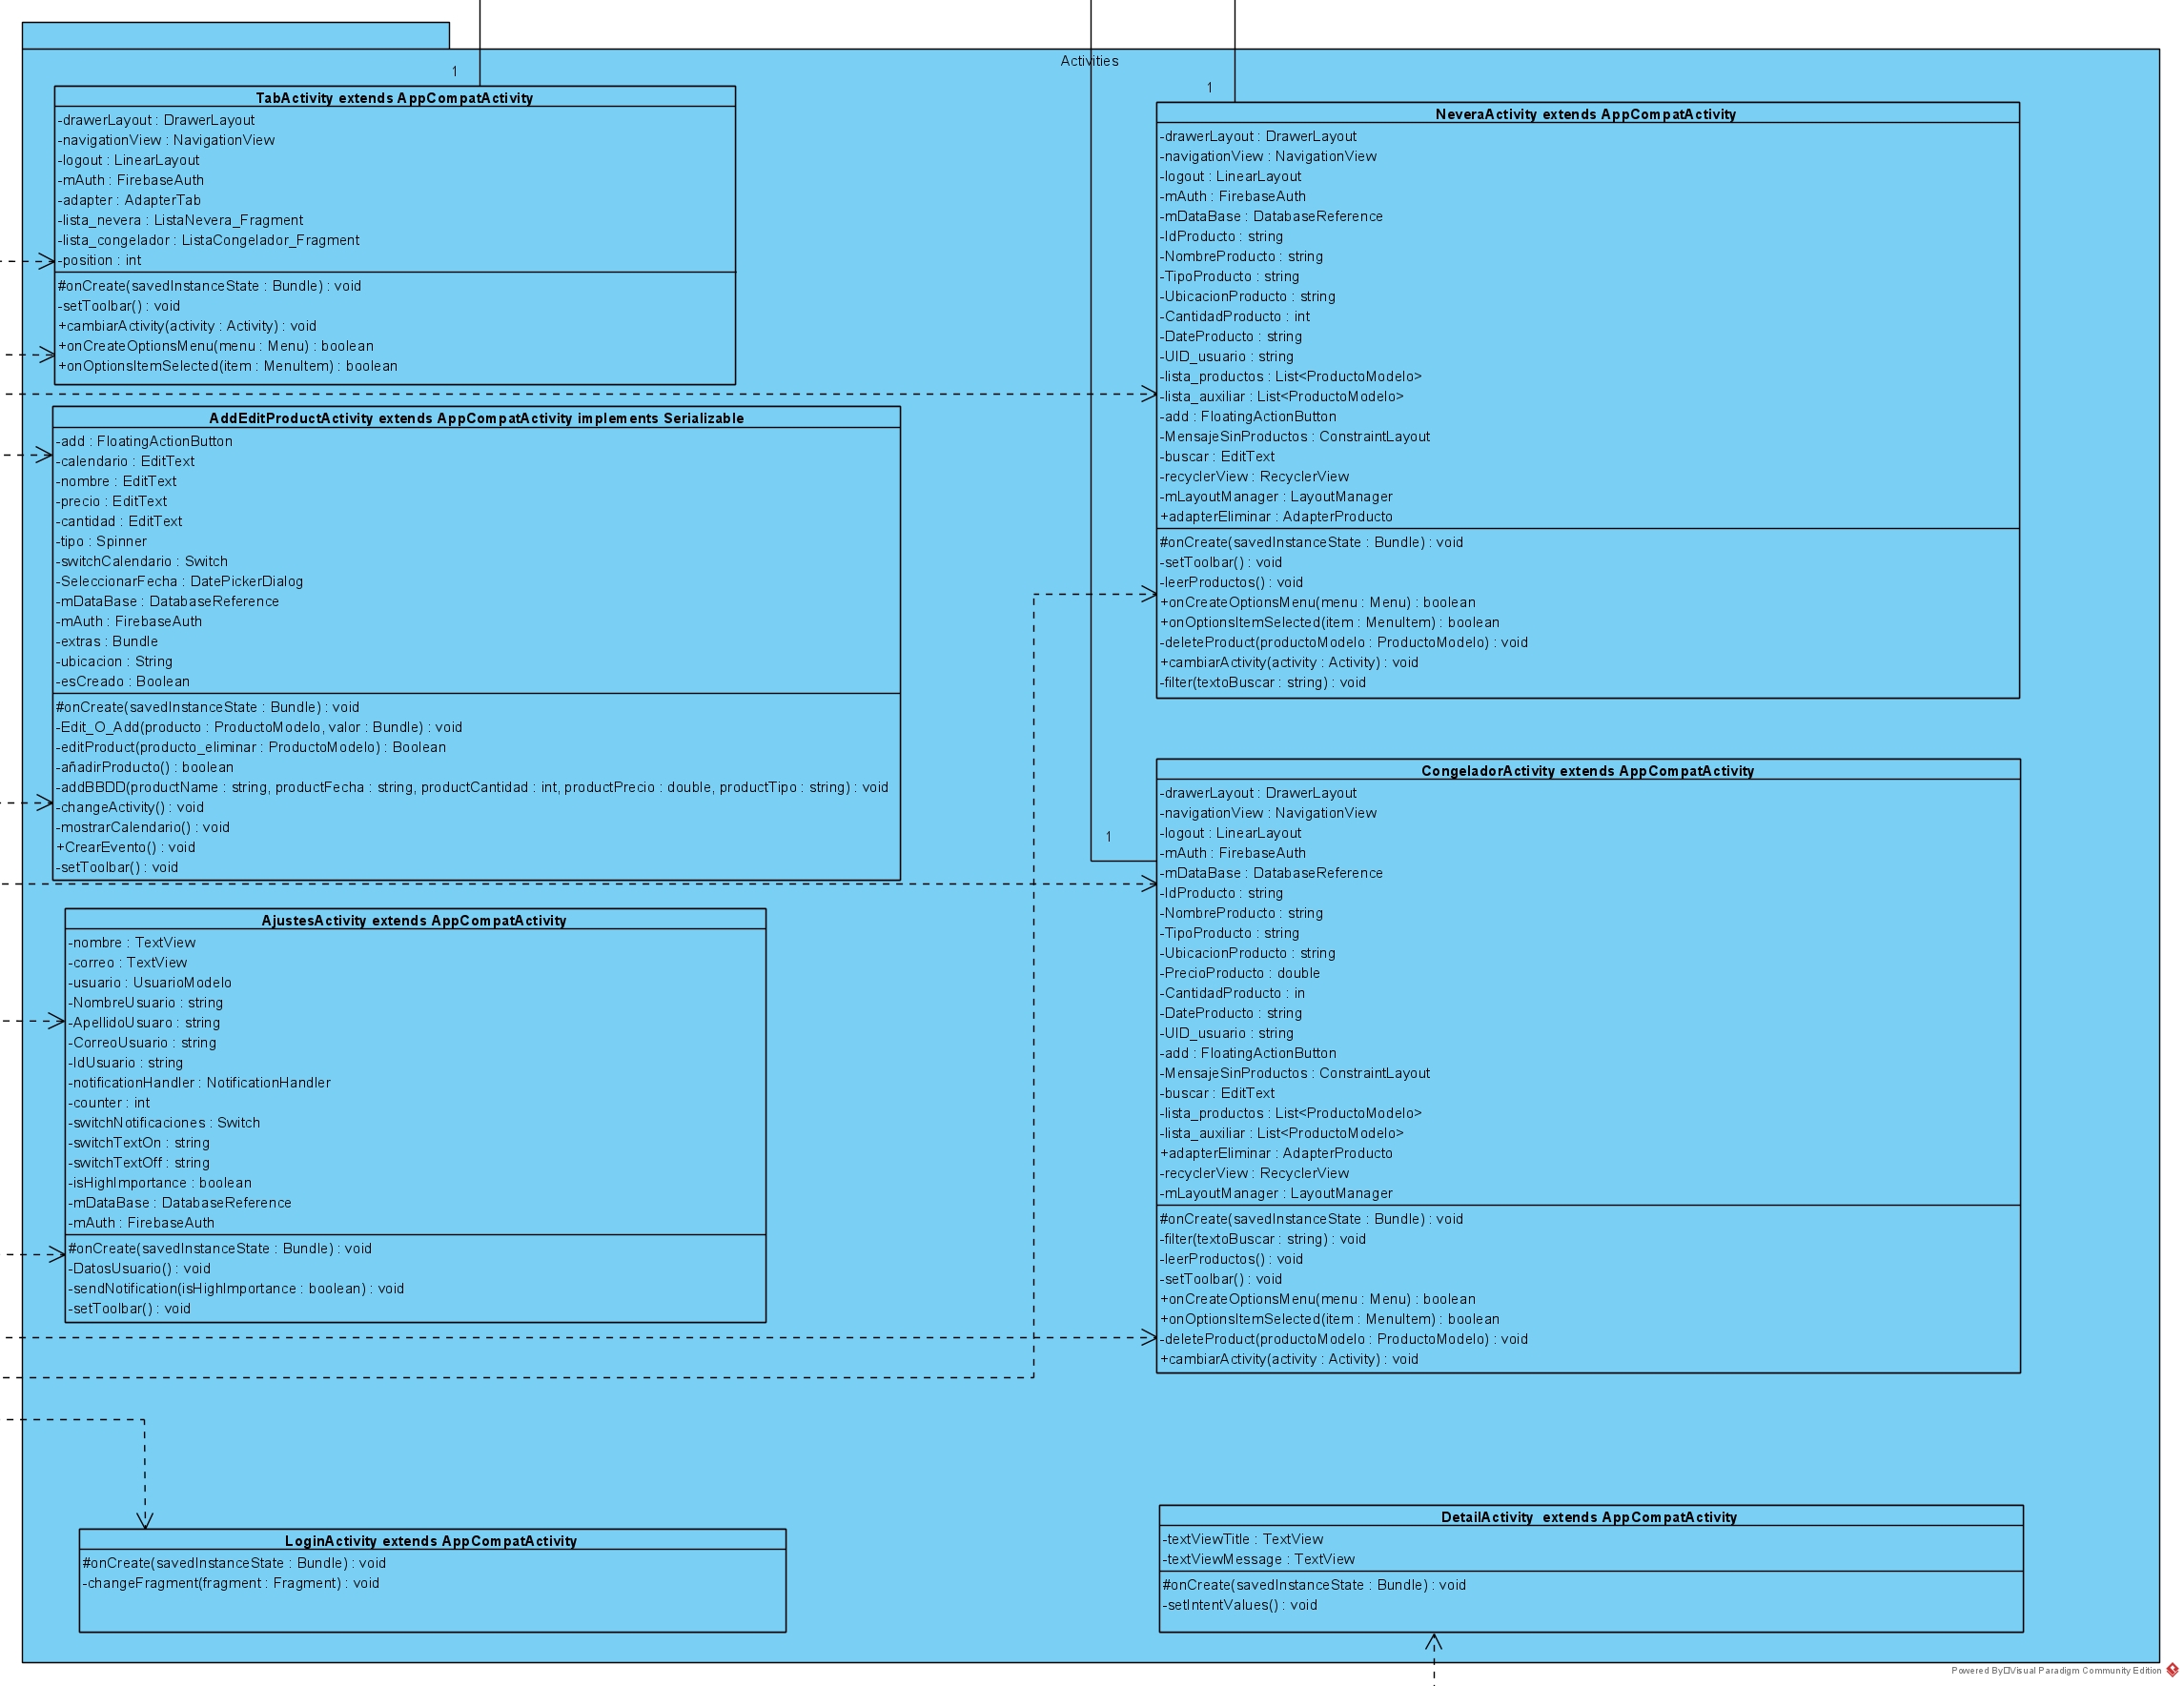 Activities
1
TabActivity extends AppCompatActivity
-drawerLayout : DrawerLayout
-navigationView : NavigationView
-logout : LinearLayout
-mAuth : FirebaseAuth
-adapter : AdapterTab
-lista_nevera : ListaNevera_Fragment
-lista_congelador : ListaCongelador_Fragment
-position : int
#onCreate(savedInstanceState : Bundle) : void
-setToolbar() : void
+cambiarActivity(activity : Activity) : void
+onCreateOptionsMenu(menu : Menu) : boolean
+onOptionsItemSelected(item : MenuItem) : boolean
AddEditProductActivity extends AppCompatActivity implements Serializable
-add : FloatingActionButton
-calendario : EditText
-nombre : EditText
-precio : EditText
-cantidad : EditText
-tipo : Spinner
-switchCalendario : Switch
-SeleccionarFecha : DatePickerDialog
-mDataBase : DatabaseReference
-mAuth : FirebaseAuth
-extras : Bundle
-ubicacion : String
-esCreado : Boolean
#onCreate(savedInstanceState : Bundle) : void
-Edit_O_Add(producto : ProductoModelo, valor : Bundle) : void
-editProduct(producto_eliminar : ProductoModelo) : Boolean
-añadirProducto() : boolean
-addBBDD(productName : string, productFecha : string, productCantidad : int, productPrecio : double, productTipo : string) : void
-changeActivity() : void
-mostrarCalendario() : void
+CrearEvento() : void
-setToolbar() : void
AjustesActivity extends AppCompatActivity
-nombre : TextView
-correo : TextView
-usuario : UsuarioModelo
-NombreUsuario : string
-ApellidoUsuaro : string
-CorreoUsuario : string
-IdUsuario : string
-notificationHandler : NotificationHandler
-counter : int
-switchNotificaciones : Switch
-switchTextOn : string
-switchTextOff : string
-isHighImportance : boolean
-mDataBase : DatabaseReference
-mAuth : FirebaseAuth
#onCreate(savedInstanceState : Bundle) : void
-DatosUsuario() : void
-sendNotification(isHighImportance : boolean) : void
-setToolbar() : void
LoginActivity extends AppCompatActivity
#onCreate(savedInstanceState : Bundle) : void
-changeFragment(fragment : Fragment) : void
1
NeveraActivity extends AppCompatActivity
-drawerLayout : DrawerLayout
-navigationView : NavigationView
-logout : LinearLayout
-mAuth : FirebaseAuth
-mDataBase : DatabaseReference
-IdProducto : string
-NombreProducto : string
-TipoProducto : string
-UbicacionProducto : string
-CantidadProducto : int
-DateProducto : string
-UID_usuario : string
-lista_productos : List<ProductoModelo>
-lista_auxiliar : List<ProductoModelo>
-add : FloatingActionButton
-MensajeSinProductos : ConstraintLayout
-buscar : EditText
-recyclerView : RecyclerView
-mLayoutManager : LayoutManager
+adapterEliminar : AdapterProducto
#onCreate(savedInstanceState : Bundle) : void
-setToolbar() : void
-leerProductos() : void
+onCreateOptionsMenu(menu : Menu) : boolean
+onOptionsItemSelected(item : MenuItem) : boolean
-deleteProduct(productoModelo : ProductoModelo) : void
+cambiarActivity(activity : Activity) : void
-filter(textoBuscar : string) : void
1
CongeladorActivity extends AppCompatActivity
-drawerLayout : DrawerLayout
-navigationView : NavigationView
-logout : LinearLayout
-mAuth : FirebaseAuth
-mDataBase : DatabaseReference
-IdProducto : string
-NombreProducto : string
-TipoProducto : string
-UbicacionProducto : string
-PrecioProducto : double
-CantidadProducto : in
-DateProducto : string
-UID_usuario : string
-add : FloatingActionButton
-MensajeSinProductos : ConstraintLayout
-buscar : EditText
-lista_productos : List<ProductoModelo>
-lista_auxiliar : List<ProductoModelo>
+adapterEliminar : AdapterProducto
-recyclerView : RecyclerView
-mLayoutManager : LayoutManager
#onCreate(savedInstanceState : Bundle) : void
-filter(textoBuscar : string) : void
-leerProductos() : void
-setToolbar() : void
+onCreateOptionsMenu(menu : Menu) : boolean
+onOptionsItemSelected(item : MenuItem) : boolean
-deleteProduct(productoModelo : ProductoModelo) : void
+cambiarActivity(activity : Activity) : void
DetailActivity extends AppCompatActivity
-textViewTitle : TextView
-textViewMessage : TextView
#onCreate(savedInstanceState : Bundle) : void
-setIntentValues() : void
Powered By□Visual Paradigm Community Edition